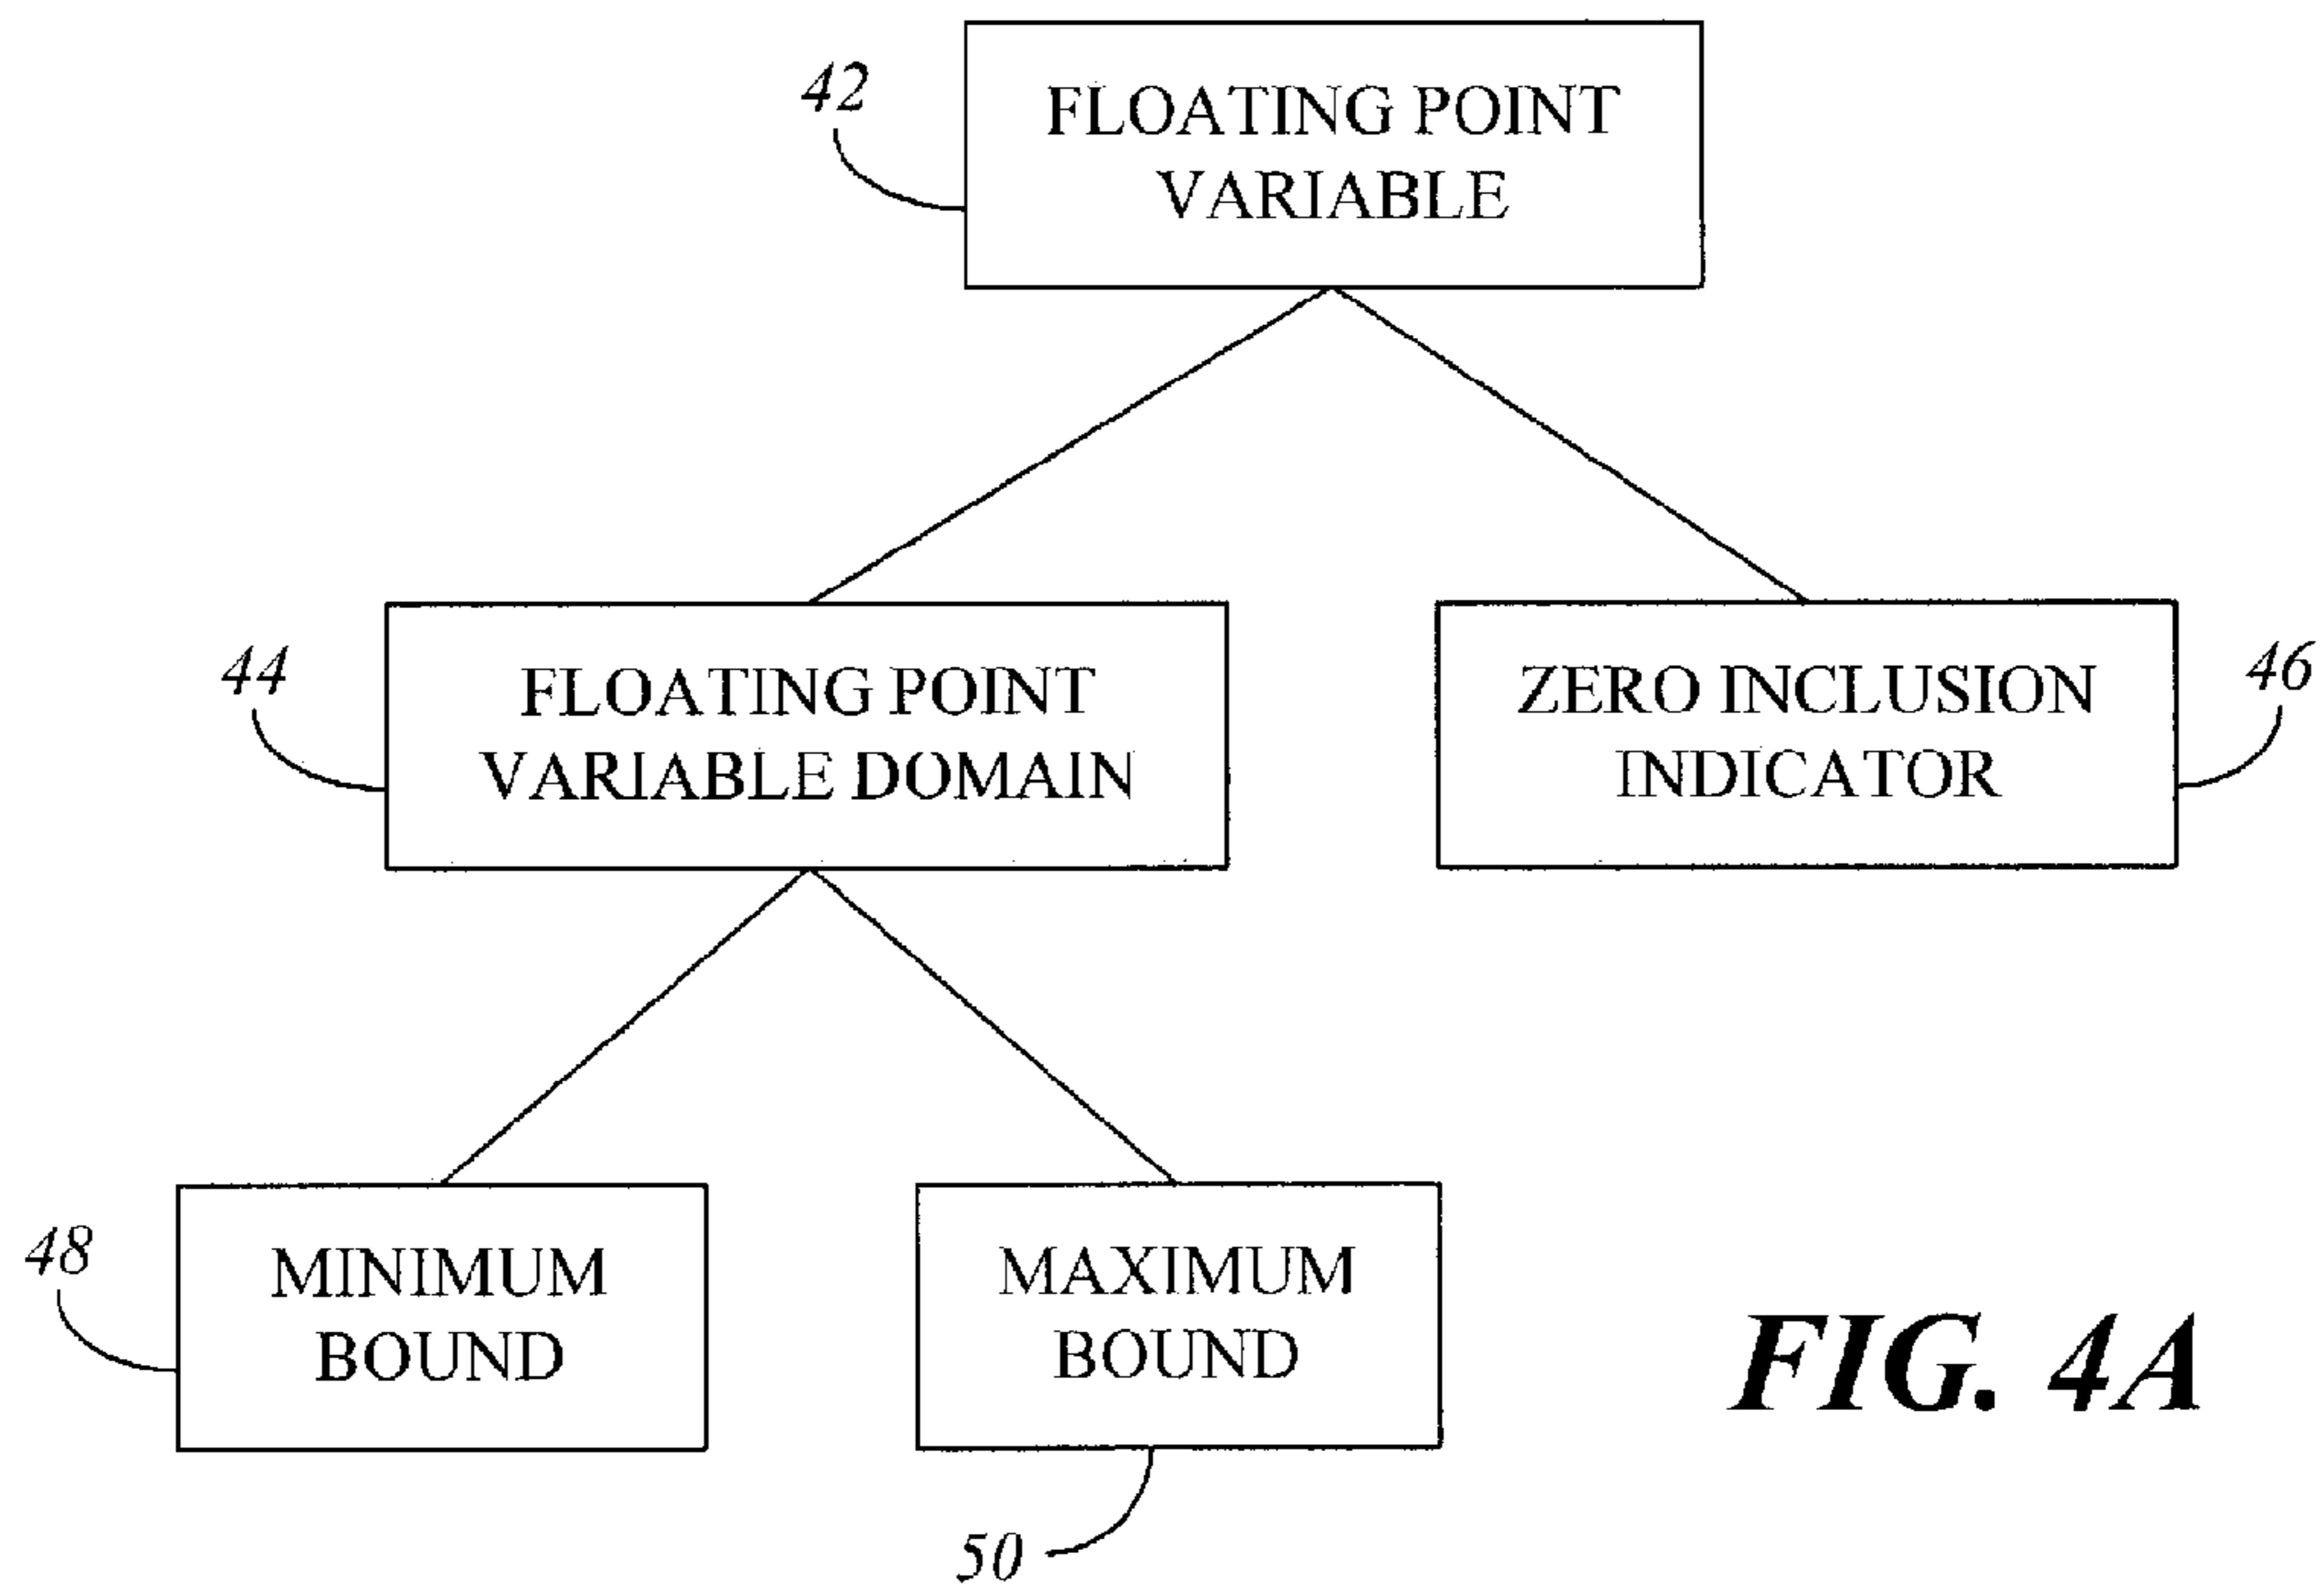 42
FLOATING POINT
VARIABLE
44
FLOATING POINT
VARIABLE DOMAIN
ZERO INCLUSION
INDICATOR
46
48
MINIMUM
BOUND
MAXIMUM
BOUND
50
FIG. 4A